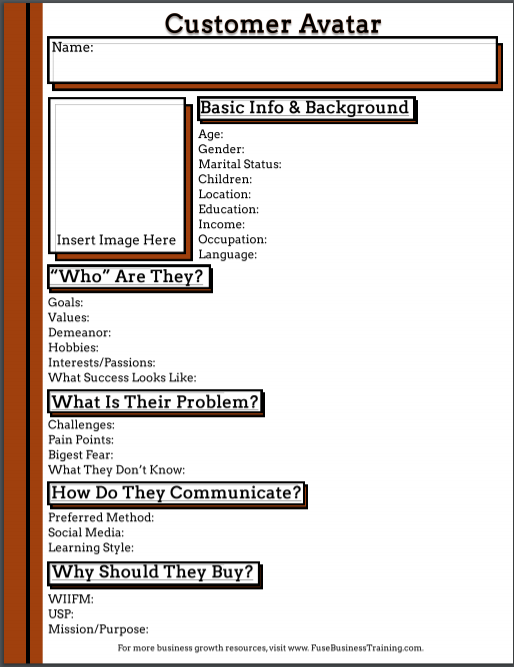 Customer Avatar
Name:
Insert Image Here
Basic Info & Background
Age:
Gender:
Marital Status:
Children:
Location:
Education:
Income:
Occupation:
Language:
“Who” Are They?
Goals:
Values:
Demeanor:
Hobbies:
Interests/Passions:
What Success Looks Like:
What Is Their Problem?
Challenges:
Pain Points:
Bigest Fear:
What They Don’t Know:
How Do They Communicate?
Preferred Method:
Social Media:
Learning Style:
Why Should They Buy?
WIIFM:
USP:
Mission/Purpose:
For more business growth resources, visit www. FuseBusinessTraining.com.